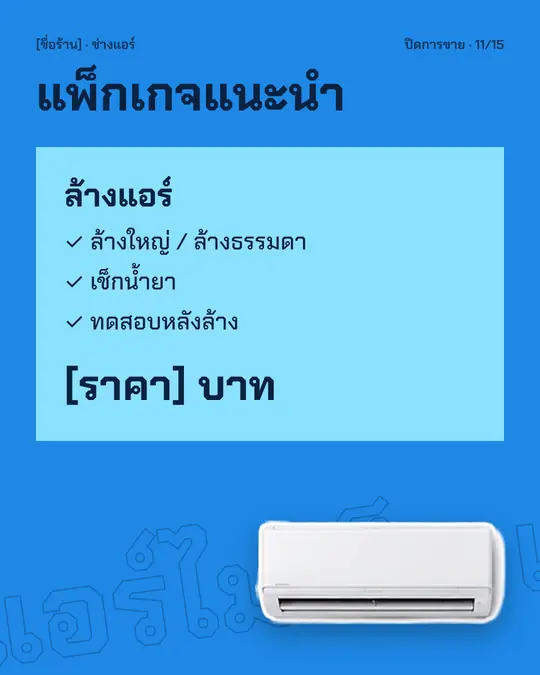 [ชื่อร้าน] · ช่างแอร์
ปิดการขาย · 11/15
แพ็กเกจแนะนำ
ล้างแอร์
✓ ล้างใหญ่ / ล้างธรรมดา
✓ เช็กน้ำยา
✓ ทดสอบหลังล้าง
[ราคา] บาท